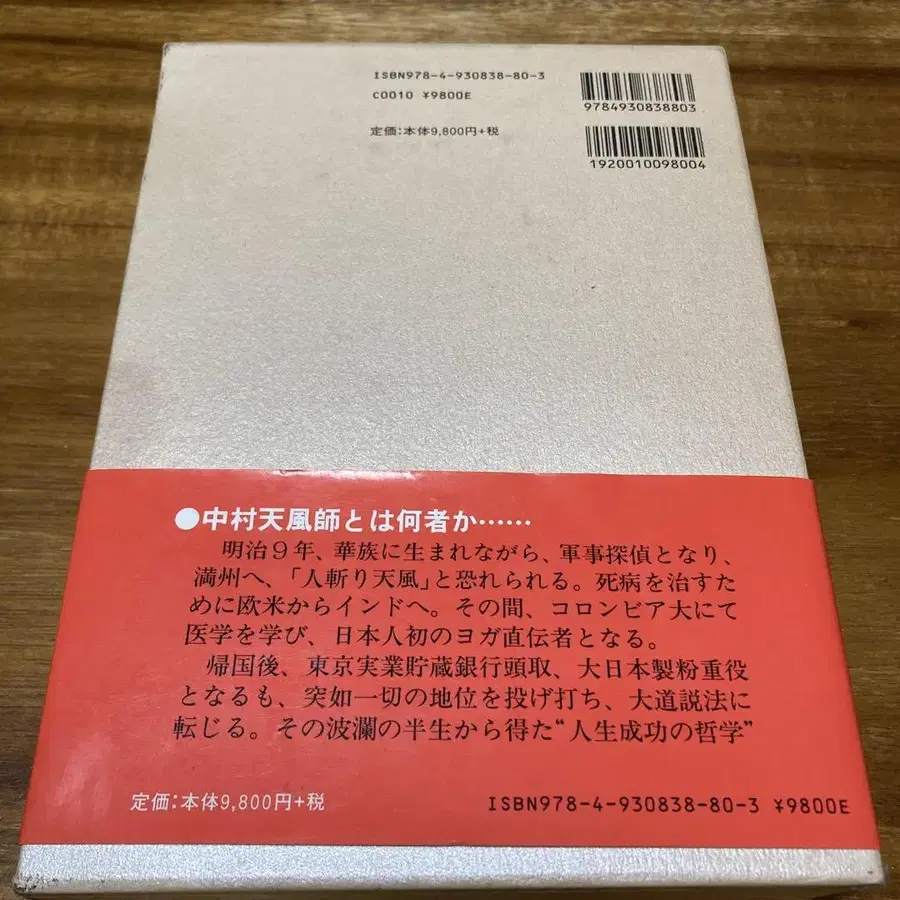 ISBN978-4-930838-80-3
C0010 ¥9800E
定価:本体9,800円+税
9784930838803
1920010098004
●中村天風師とは何者か……
明治9年、華族に生まれながら、軍事探偵となり、
満州へ、「人斬り天風」と恐れられる。死病を治すた
めに欧米からインドへ。その間、コロンビア大にて
医学を学び、日本人初のヨガ直伝者となる。
帰国後、東京実業貯蔵銀行頭取、大日本製粉重役
となるも、突如一切の地位を投げ打ち、大道説法に
転じる。その波瀾の半生から得た“人生成功の哲学”
定価:本体9,800円+税
ISBN978-4-930838-80-3 ¥9800E